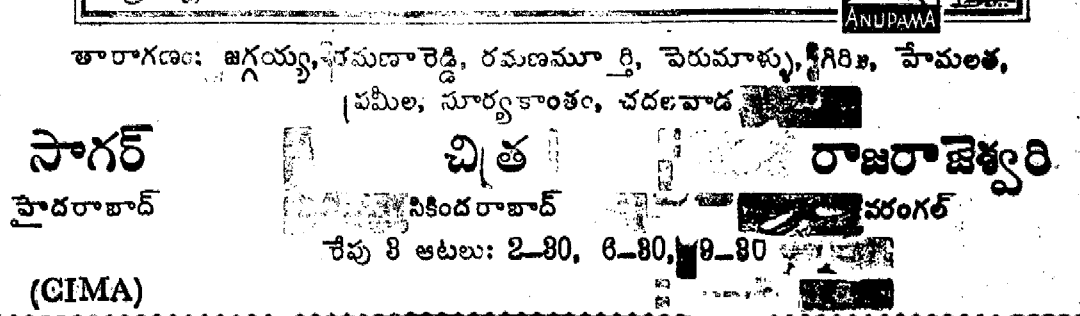 ANUPAMA
తారాగణం: జగ్గయ్య, రమణా రెడ్డి, రమణమూర్తి, పెరుమాళ్ళు, గిరిజ, హేమలత,
ప్రమీల, సూర్యకాంతం, చదలవాడ
సాగర్ చిత్ర రాజరాజేశ్వరి
హైదరాబాద్ సికిందరాబాద్ వరంగల్
రేపు 3 ఆటలు: 2–30, 6–30, 9–30
(CIMA)